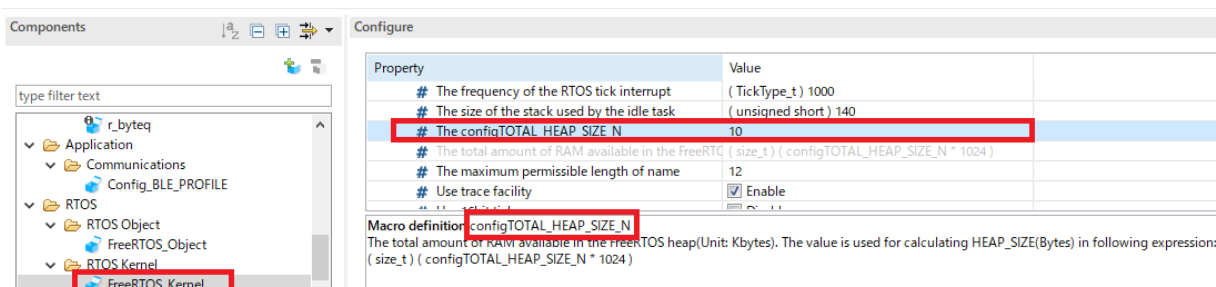 Components
Configure
type filter text
r_byteq
Application
Communications
Config_BLE_PROFILE
RTOS
RTOS Object
FreeRTOS_Object
RTOS Kernel
FreeRTOS_Kernel
Property Value
# The frequency of the RTOS tick interrupt ( TickType_t ) 1000
# The size of the stack used by the idle task ( unsigned short ) 140
# The configTOTAL_HEAP_SIZE_N 10
# The total amount of RAM available in the FreeRTO ( size_t ) ( configTOTAL_HEAP_SIZE_N * 1024 )
# The maximum permissible length of name 12
# Use trace facility Enable
Macro definition configTOTAL_HEAP_SIZE_N
The total amount of RAM available in the FreeRTOS heap(Unit: Kbytes). The value is used for calculating HEAP_SIZE(Bytes) in following expression:
( size_t ) ( configTOTAL_HEAP_SIZE_N * 1024 )